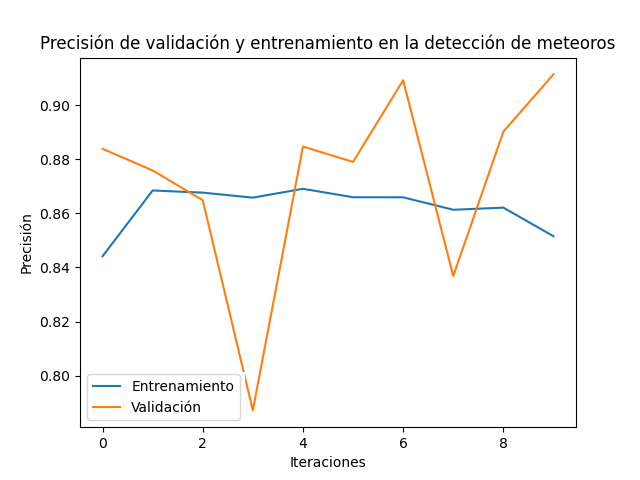 Precisión de validación y entrenamiento en la detección de meteoros
0.90
0.88
0.86
0.84
0.82
0.80
Precisión
Entrenamiento
Validación
0 2 4 6 8
Iteraciones